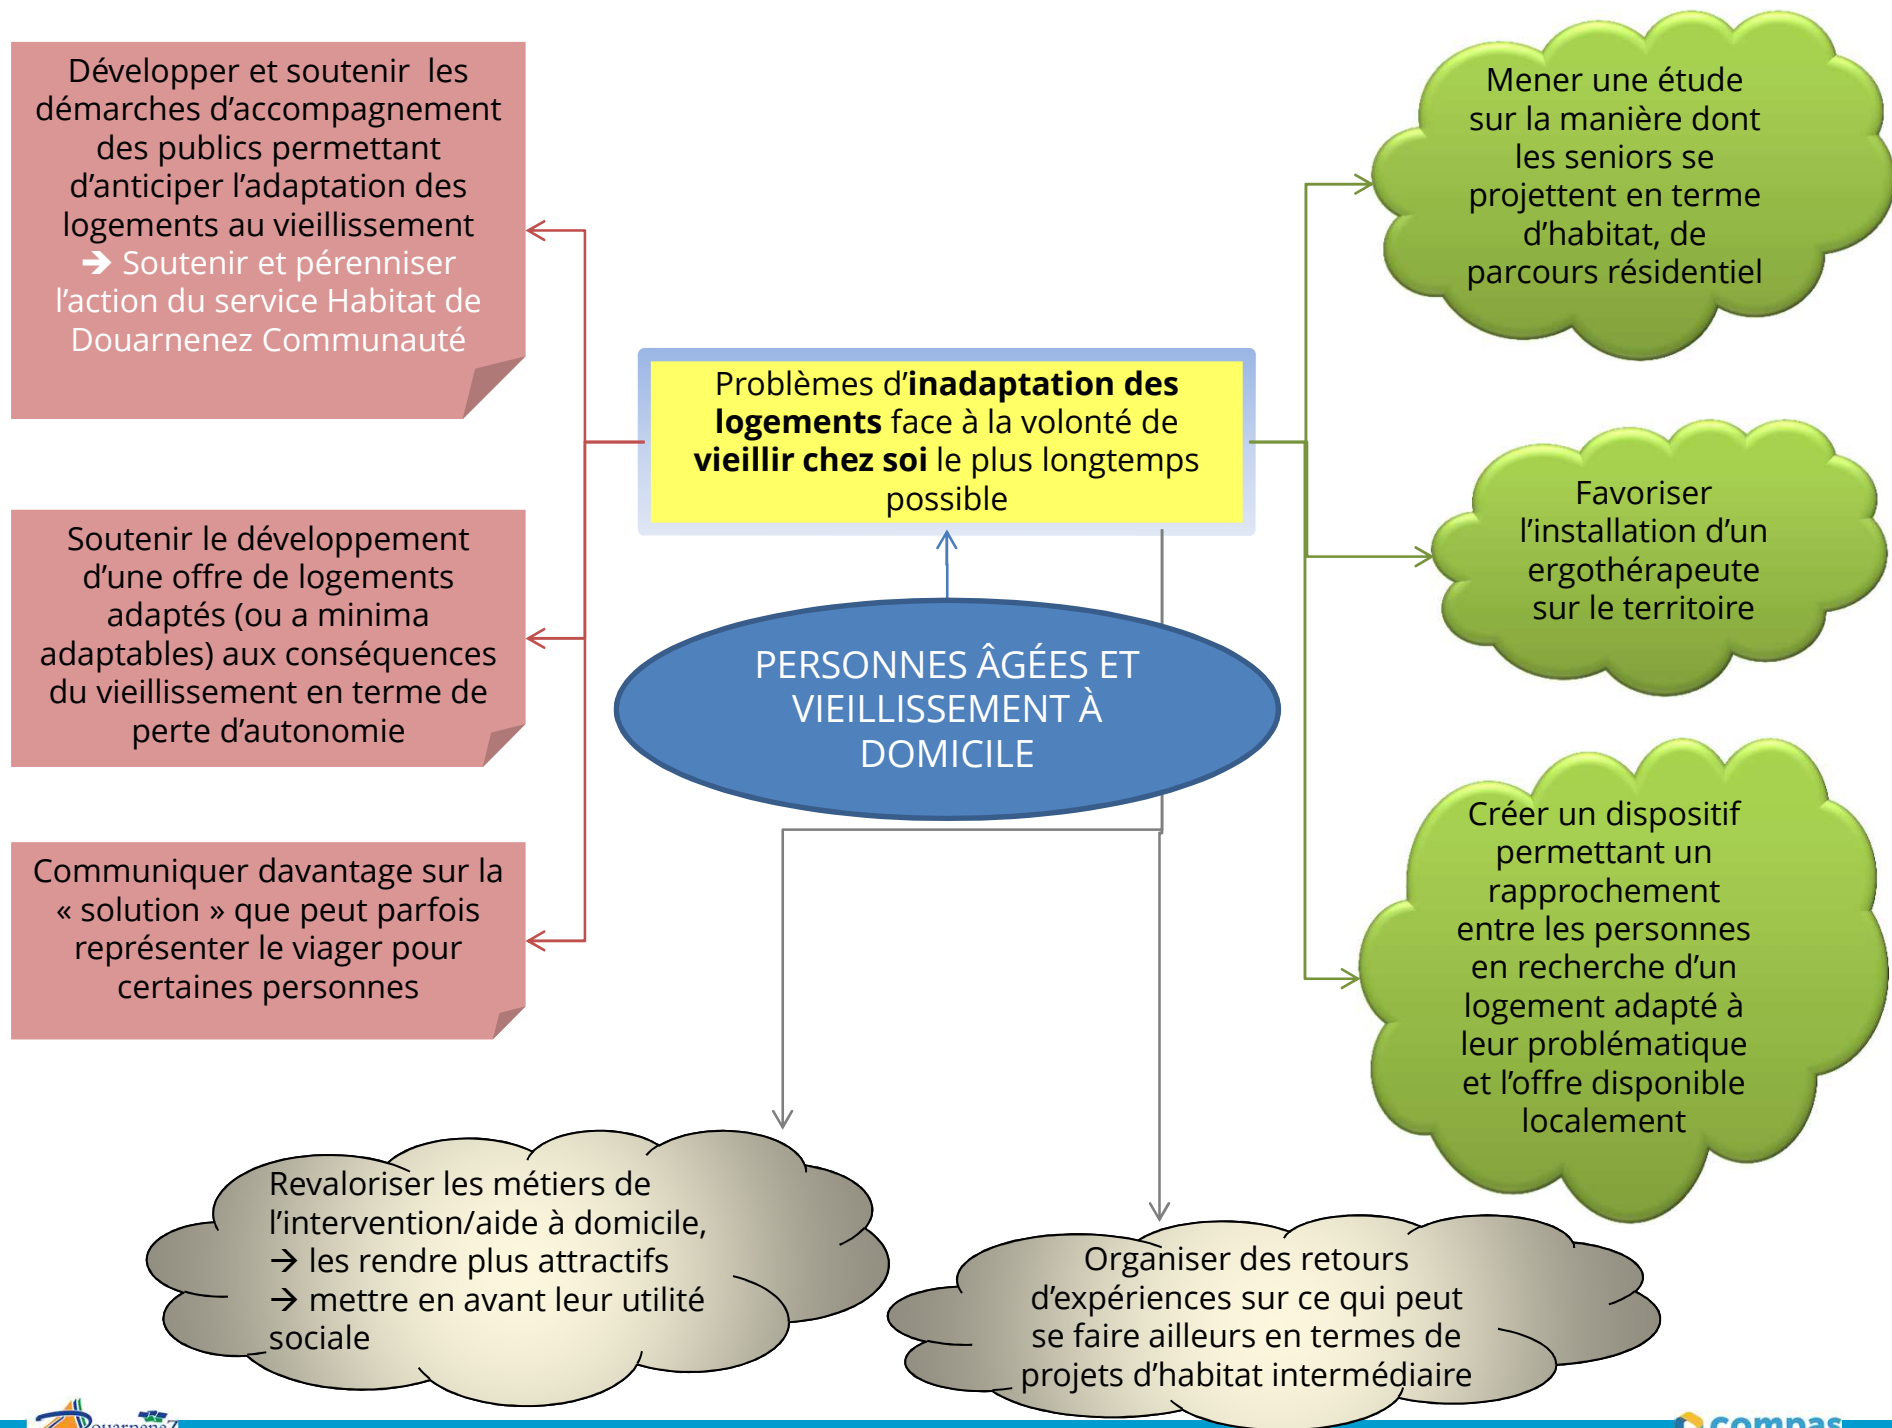 Développer et soutenir les
démarches d’accompagnement
des publics permettant
d’anticiper l’adaptation des
logements au vieillissement
➔ Soutenir et pérenniser
l’action du service Habitat de
Douarnenez Communauté
Soutenir le développement
d’une offre de logements
adaptés (ou a minima
adaptables) aux conséquences
du vieillissement en terme de
perte d’autonomie
Communiquer davantage sur la
« solution » que peut parfois
représenter le viager pour
certaines personnes
Problèmes d’inadaptation des
logements face à la volonté de
vieillir chez soi le plus longtemps
possible
PERSONNES ÂGÉES ET
VIEILLISSEMENT À
DOMICILE
Mener une étude
sur la manière dont
les seniors se
projettent en terme
d’habitat, de
parcours résidentiel
Favoriser
l’installation d’un
ergothérapeute
sur le territoire
Créer un dispositif
permettant un
rapprochement
entre les personnes
en recherche d’un
logement adapté à
leur problématique
et l’offre disponible
localement
Revaloriser les métiers de
l’intervention/aide à domicile,
→ les rendre plus attractifs
→ mettre en avant leur utilité
sociale
Organiser des retours
d’expériences sur ce qui peut
se faire ailleurs en termes de
projets d’habitat intermédiaire
Douarnenez
compas